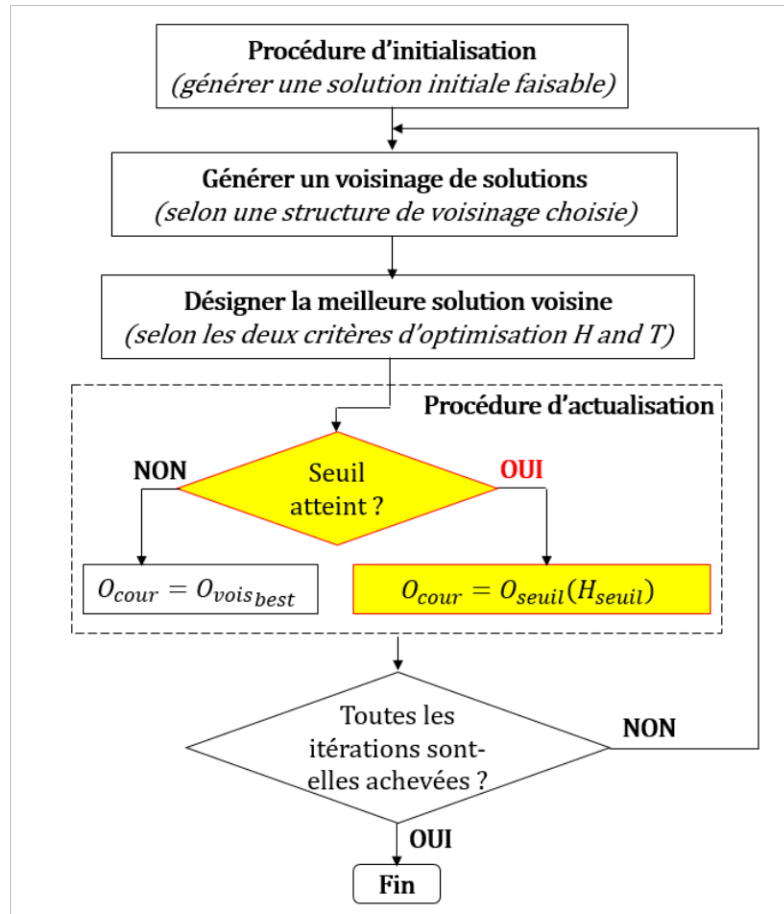 Procédure d'initialisation
(générer une solution initiale faisable)
Générer un voisinage de solutions
(selon une structure de voisinage choisie)
Désigner la meilleure solution voisine
(selon les deux critères d'optimisation H and T)
Procédure d'actualisation
NON
OUI
Seuil
atteint ?
O_cour = O_vois_best
O_cour = O_seuil(H_seuil)
Toutes les
itérations sont-
elles achevées ?
NON
OUI
Fin